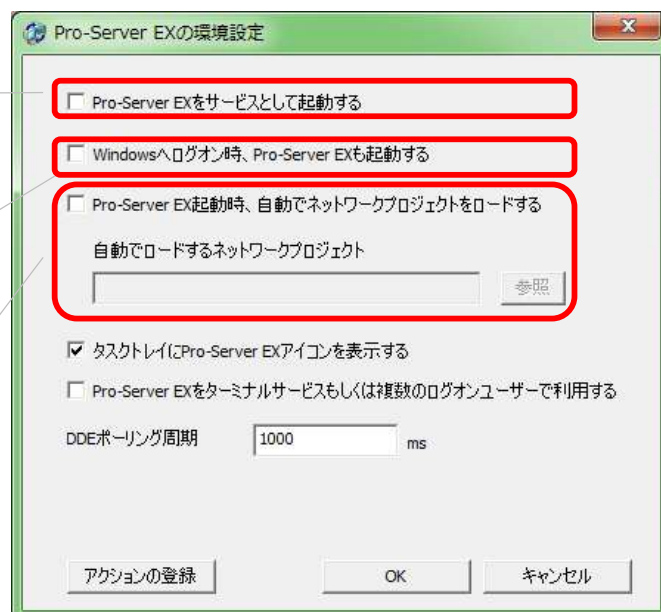 Pro-Server EXの環境設定
Pro-Server EXをサービスとして起動する
Windowsへログオン時、Pro-Server EXも起動する
Pro-Server EX起動時、自動でネットワークプロジェクトをロードする
自動でロードするネットワークプロジェクト
参照
タスクトレイにPro-Server EXアイコンを表示する
Pro-Server EXをターミナルサービスもしくは複数のログオンユーザーで利用する
DDEポーリング周期 1000 ms
アクションの登録 OK キャンセル